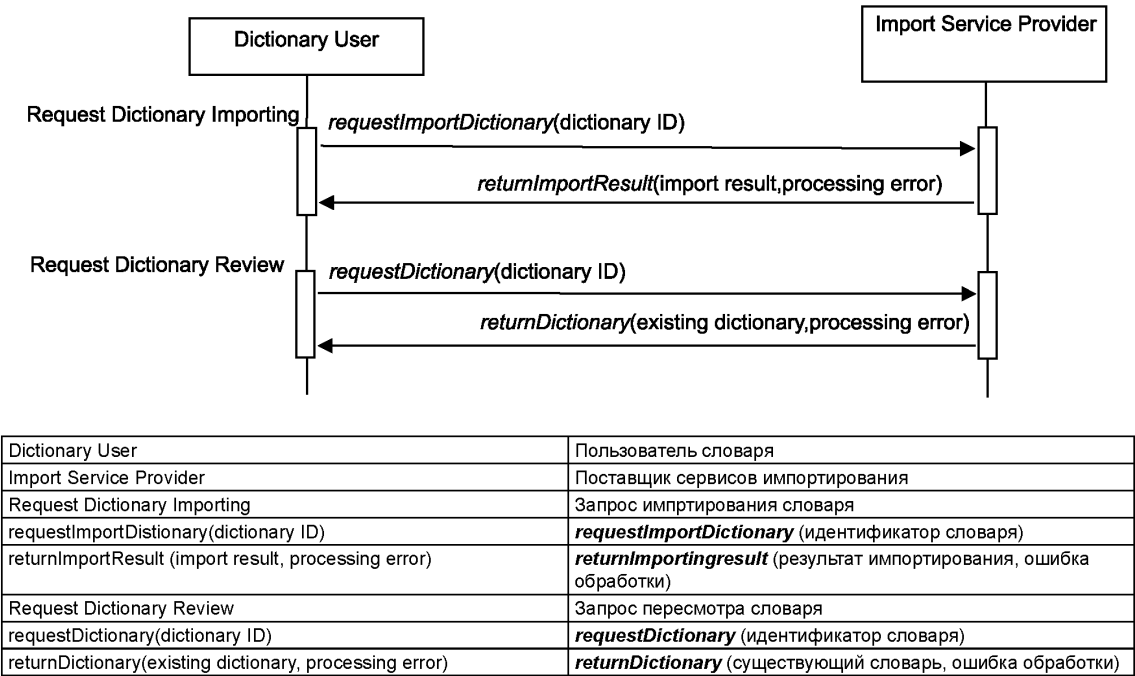 Dictionary User
Import Service Provider
Request Dictionary Importing
requestImportDictionary(dictionary ID)
returnImportResult(import result,processing error)
Request Dictionary Review
requestDictionary(dictionary ID)
returnDictionary(existing dictionary,processing error)
Dictionary User Пользователь словаря
Import Service Provider Поставщик сервисов импортирования
Request Dictionary Importing Запрос импртирования словаря
requestImportDistionary(dictionary ID) requestImportDictionary (идентификатор словаря)
returnImportResult (import result, processing error) returnImportingresult (результат импортирования, ошибка
обработки)
Request Dictionary Review Запрос пересмотра словаря
requestDictionary(dictionary ID) requestDictionary (идентификатор словаря)
returnDictionary(existing dictionary, processing error) returnDictionary (существующий словарь, ошибка обработки)